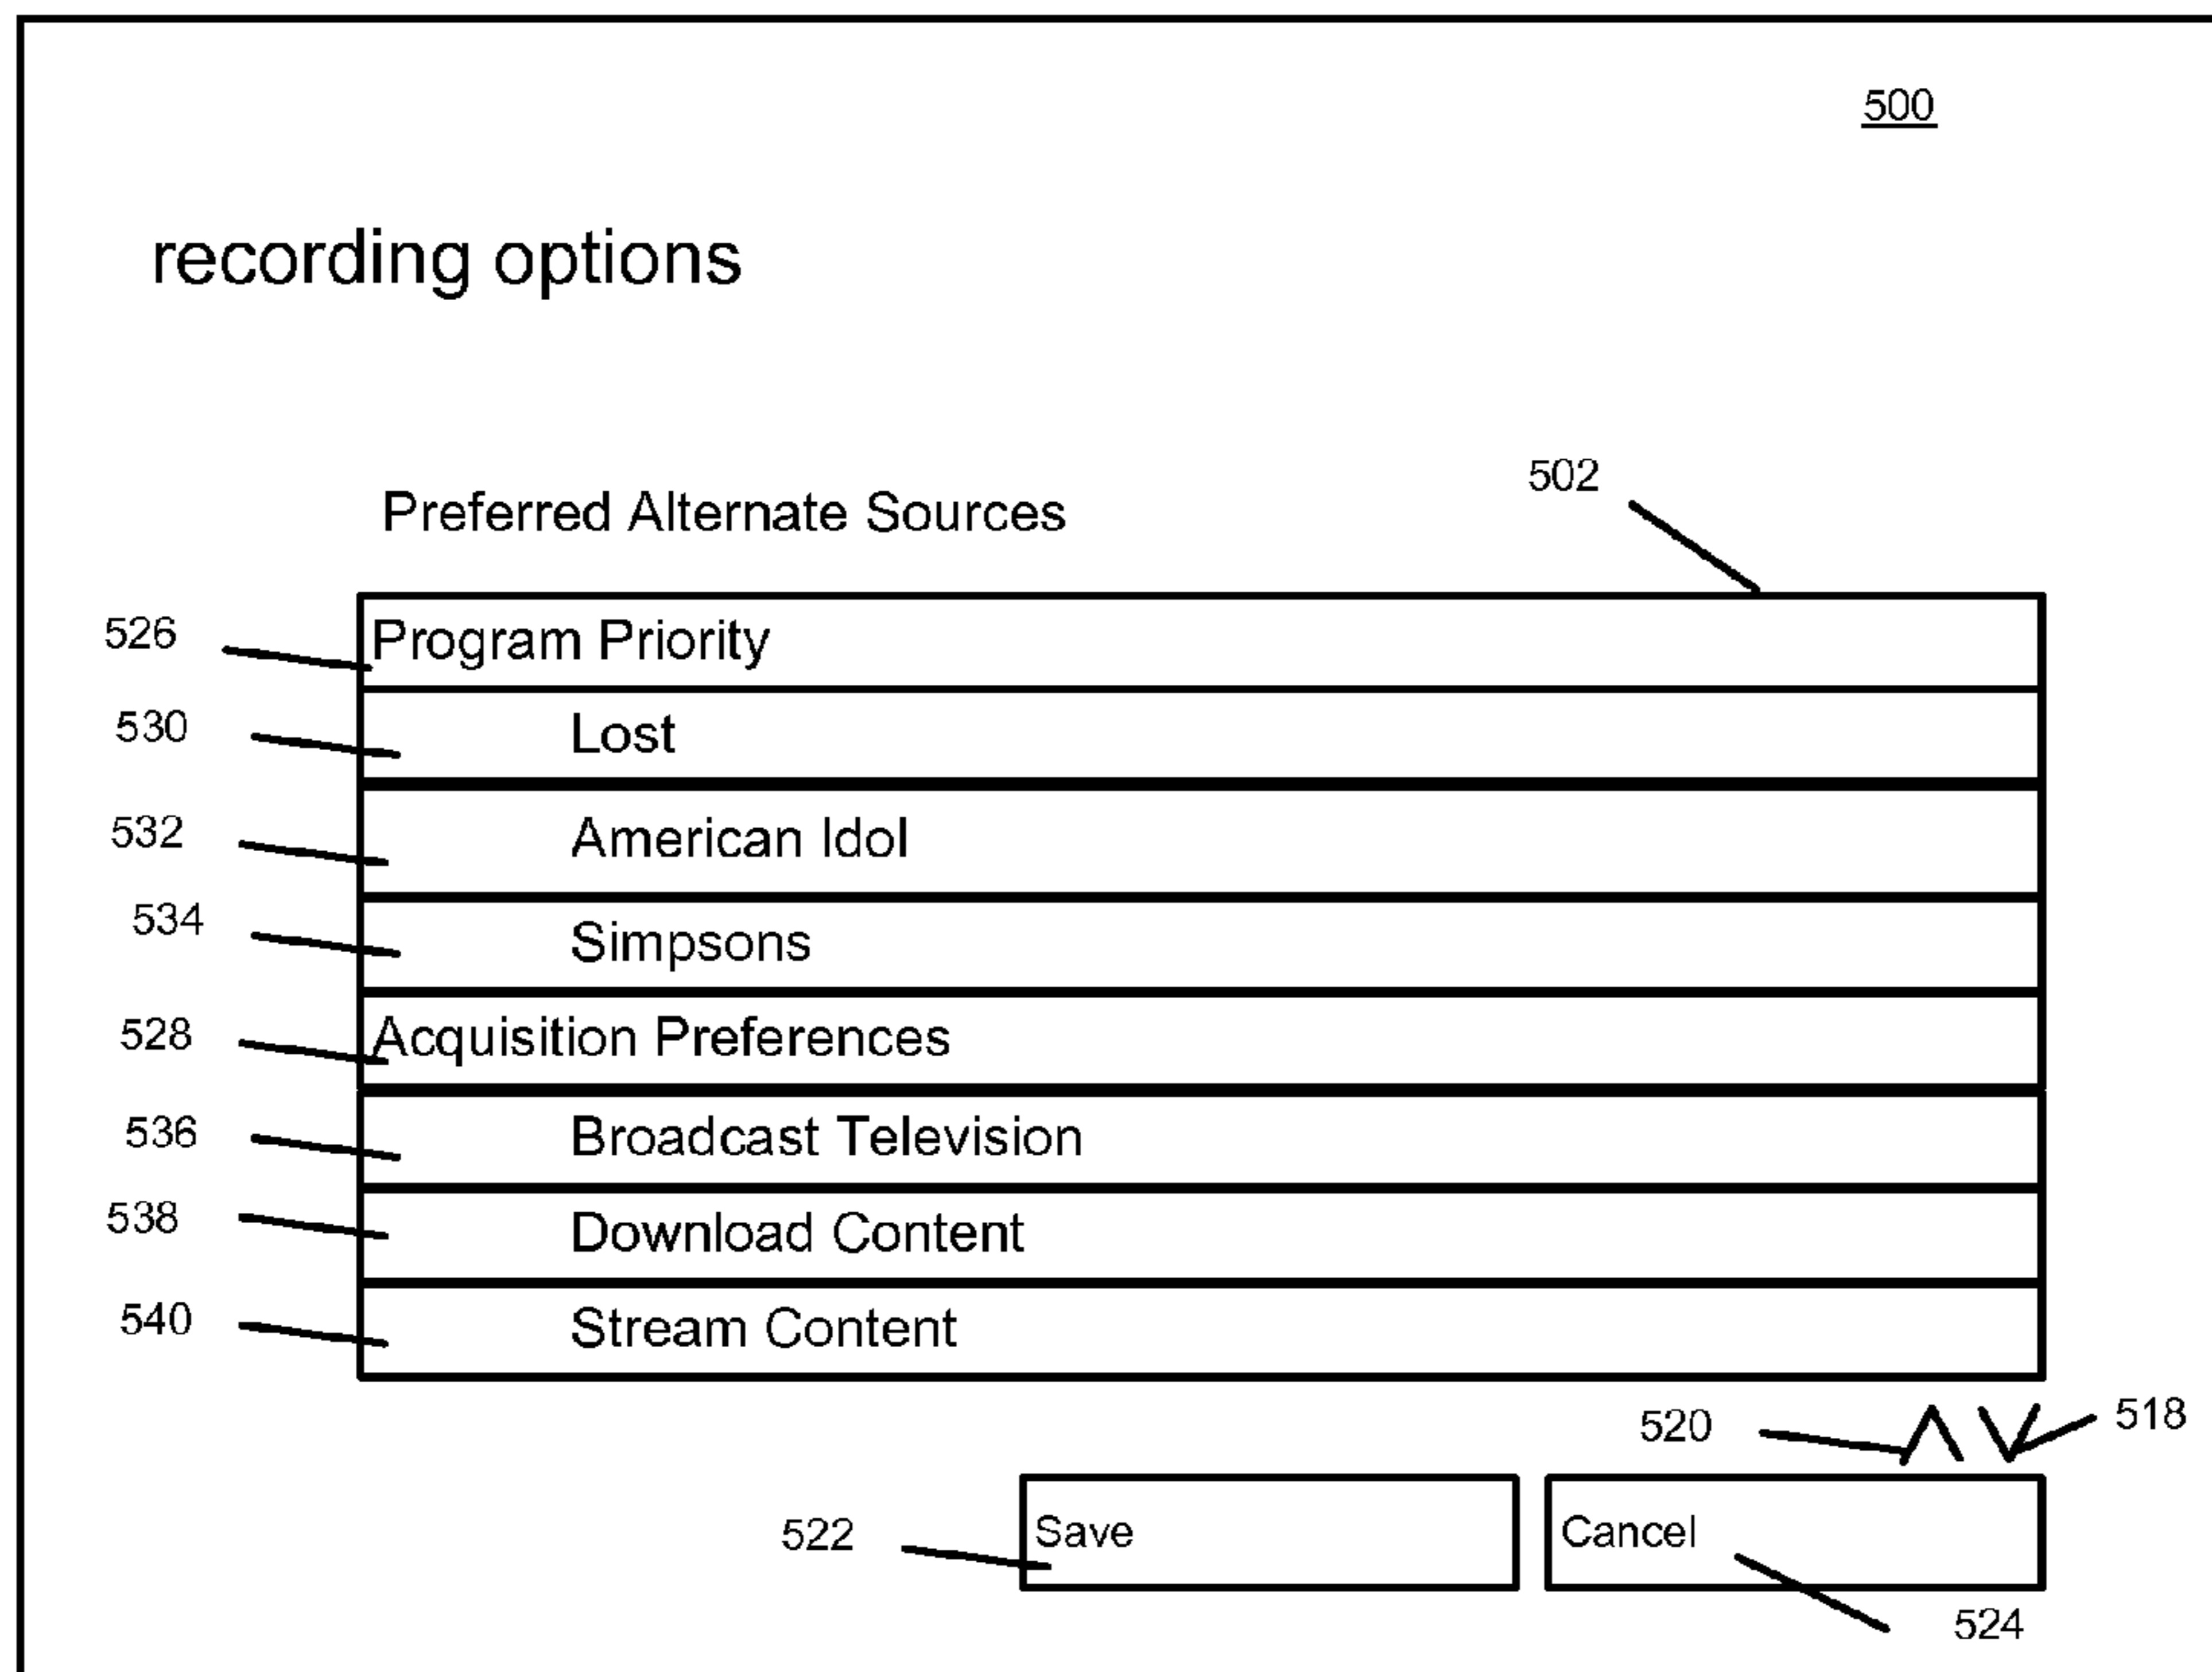 500
recording options
502
Preferred Alternate Sources
526 Program Priority
530 Lost
532 American Idol
534 Simpsons
528 Acquisition Preferences
536 Broadcast Television
538 Download Content
540 Stream Content
520 518
522 Save Cancel
524